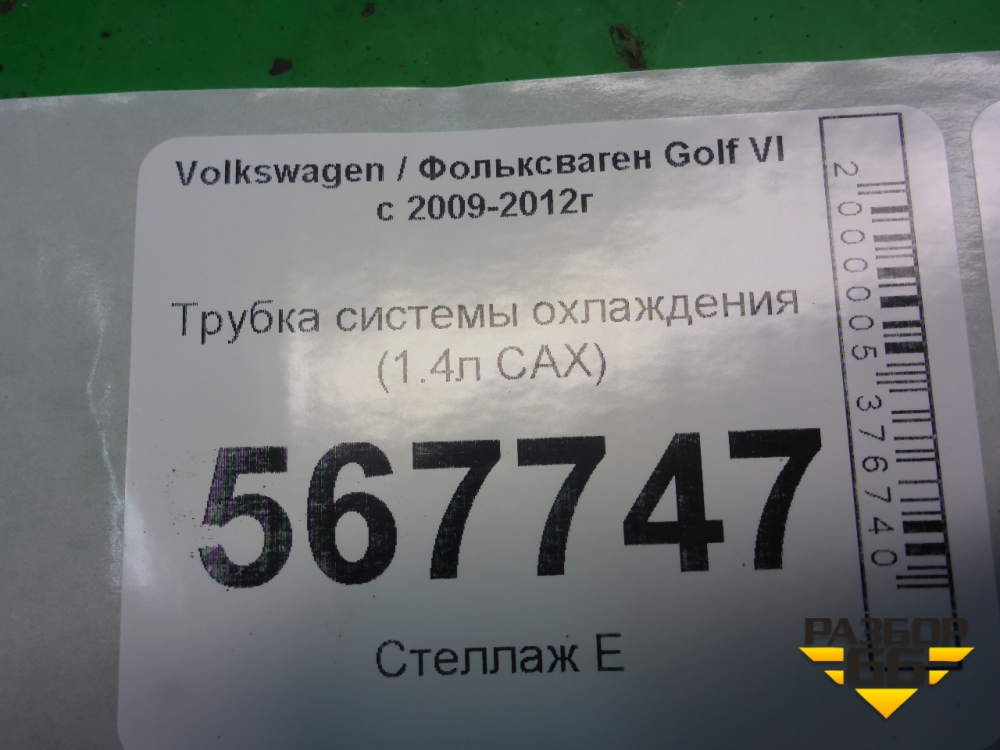 Volkswagen / Фольксваген Golf VI
с 2009-2012г
Трубка системы охлаждения
(1.4л CAX)
567747
Стеллаж Е
2000005376740
РАЗБОР
66